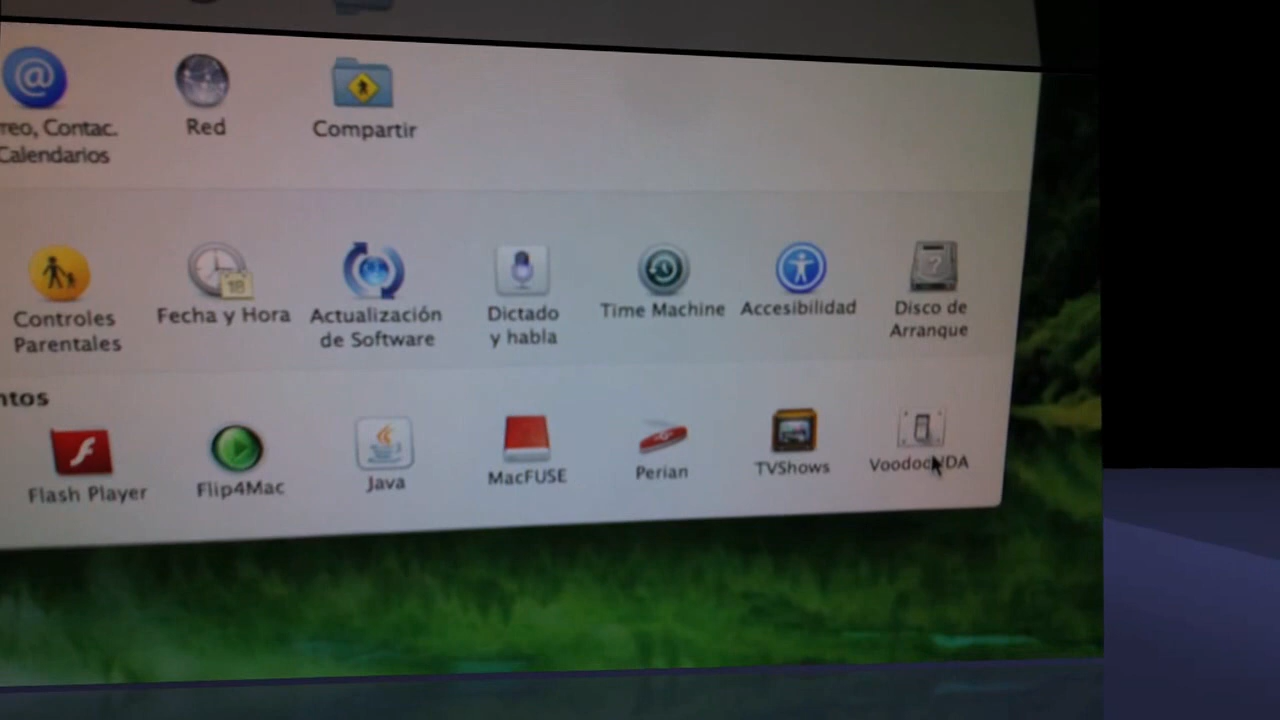 reo, Contac.
Calendarios
Red
Compartir
Controles
Parentales
Fecha y Hora
18
Actualización
de Software
Dictado
y habla
Time Machine
Accesibilidad
Disco de
Arranque
ntos
Flash Player
Flip4Mac
Java
MacFUSE
Perian
TVShows